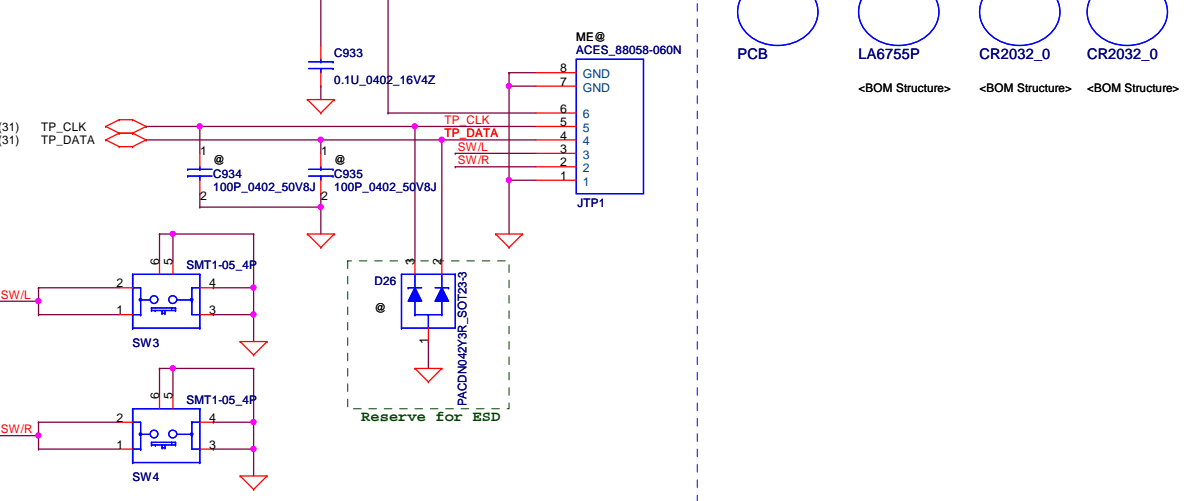 C933
0.1U_0402_16V4Z
ME@
ACES_88058-060N
PCB
LA6755P
CR2032_0
CR2032_0
<BOM Structure>
<BOM Structure>
<BOM Structure>
8 GND
7 GND
6 6
(31) TP_CLK TP_CLK 5 5
(31) TP_DATA TP_DATA 4 4
SW/L 3 3
SW/R 2 2
1 1
JTP1
1 @
C934
100P_0402_50V8J
2
1 @
C935
100P_0402_50V8J
2
6 5
SMT1-05_4P
2 4
SW/L
1 3
SW3
3 2
D26
@
PACDN042Y3R_SOT23-3
1
Reserve for ESD
6 5
SMT1-05_4P
2 4
SW/R
1 3
SW4